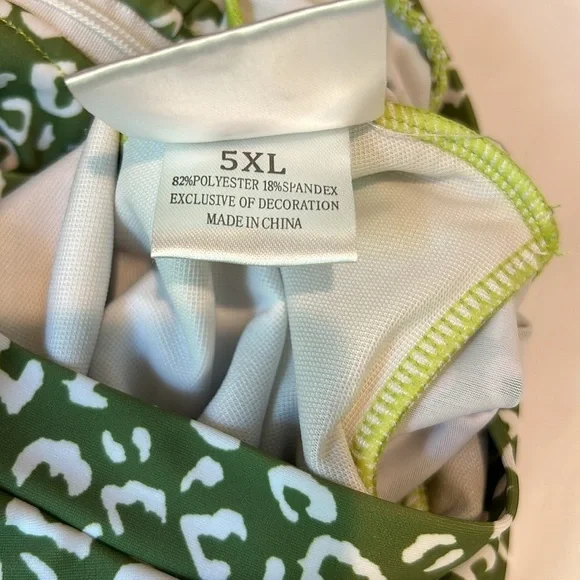 5XL
82%POLYESTER 18%SPANDEX
EXCLUSIVE OF DECORATION
MADE IN CHINA